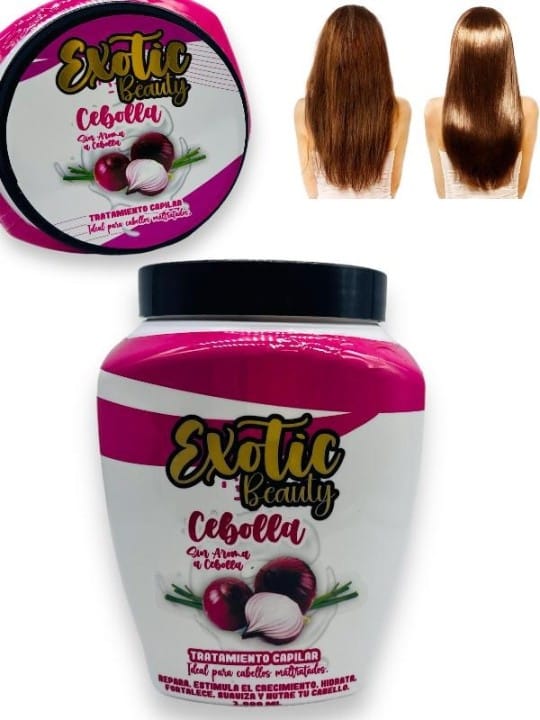 Exotic
Beauty
Cebolla
Sin Aroma
a Cebolla
TRATAMIENTO CAPILAR
Ideal para cabellos maltratados.
Exotic
Beauty
Cebolla
Sin Aroma
a Cebolla
TRATAMIENTO CAPILAR
Ideal para cabellos maltratados.
REPARA, ESTIMULA EL CRECIMIENTO, HIDRATA,
FORTALECE, SUAVIZA Y NUTRE TU CABELLO.
ML